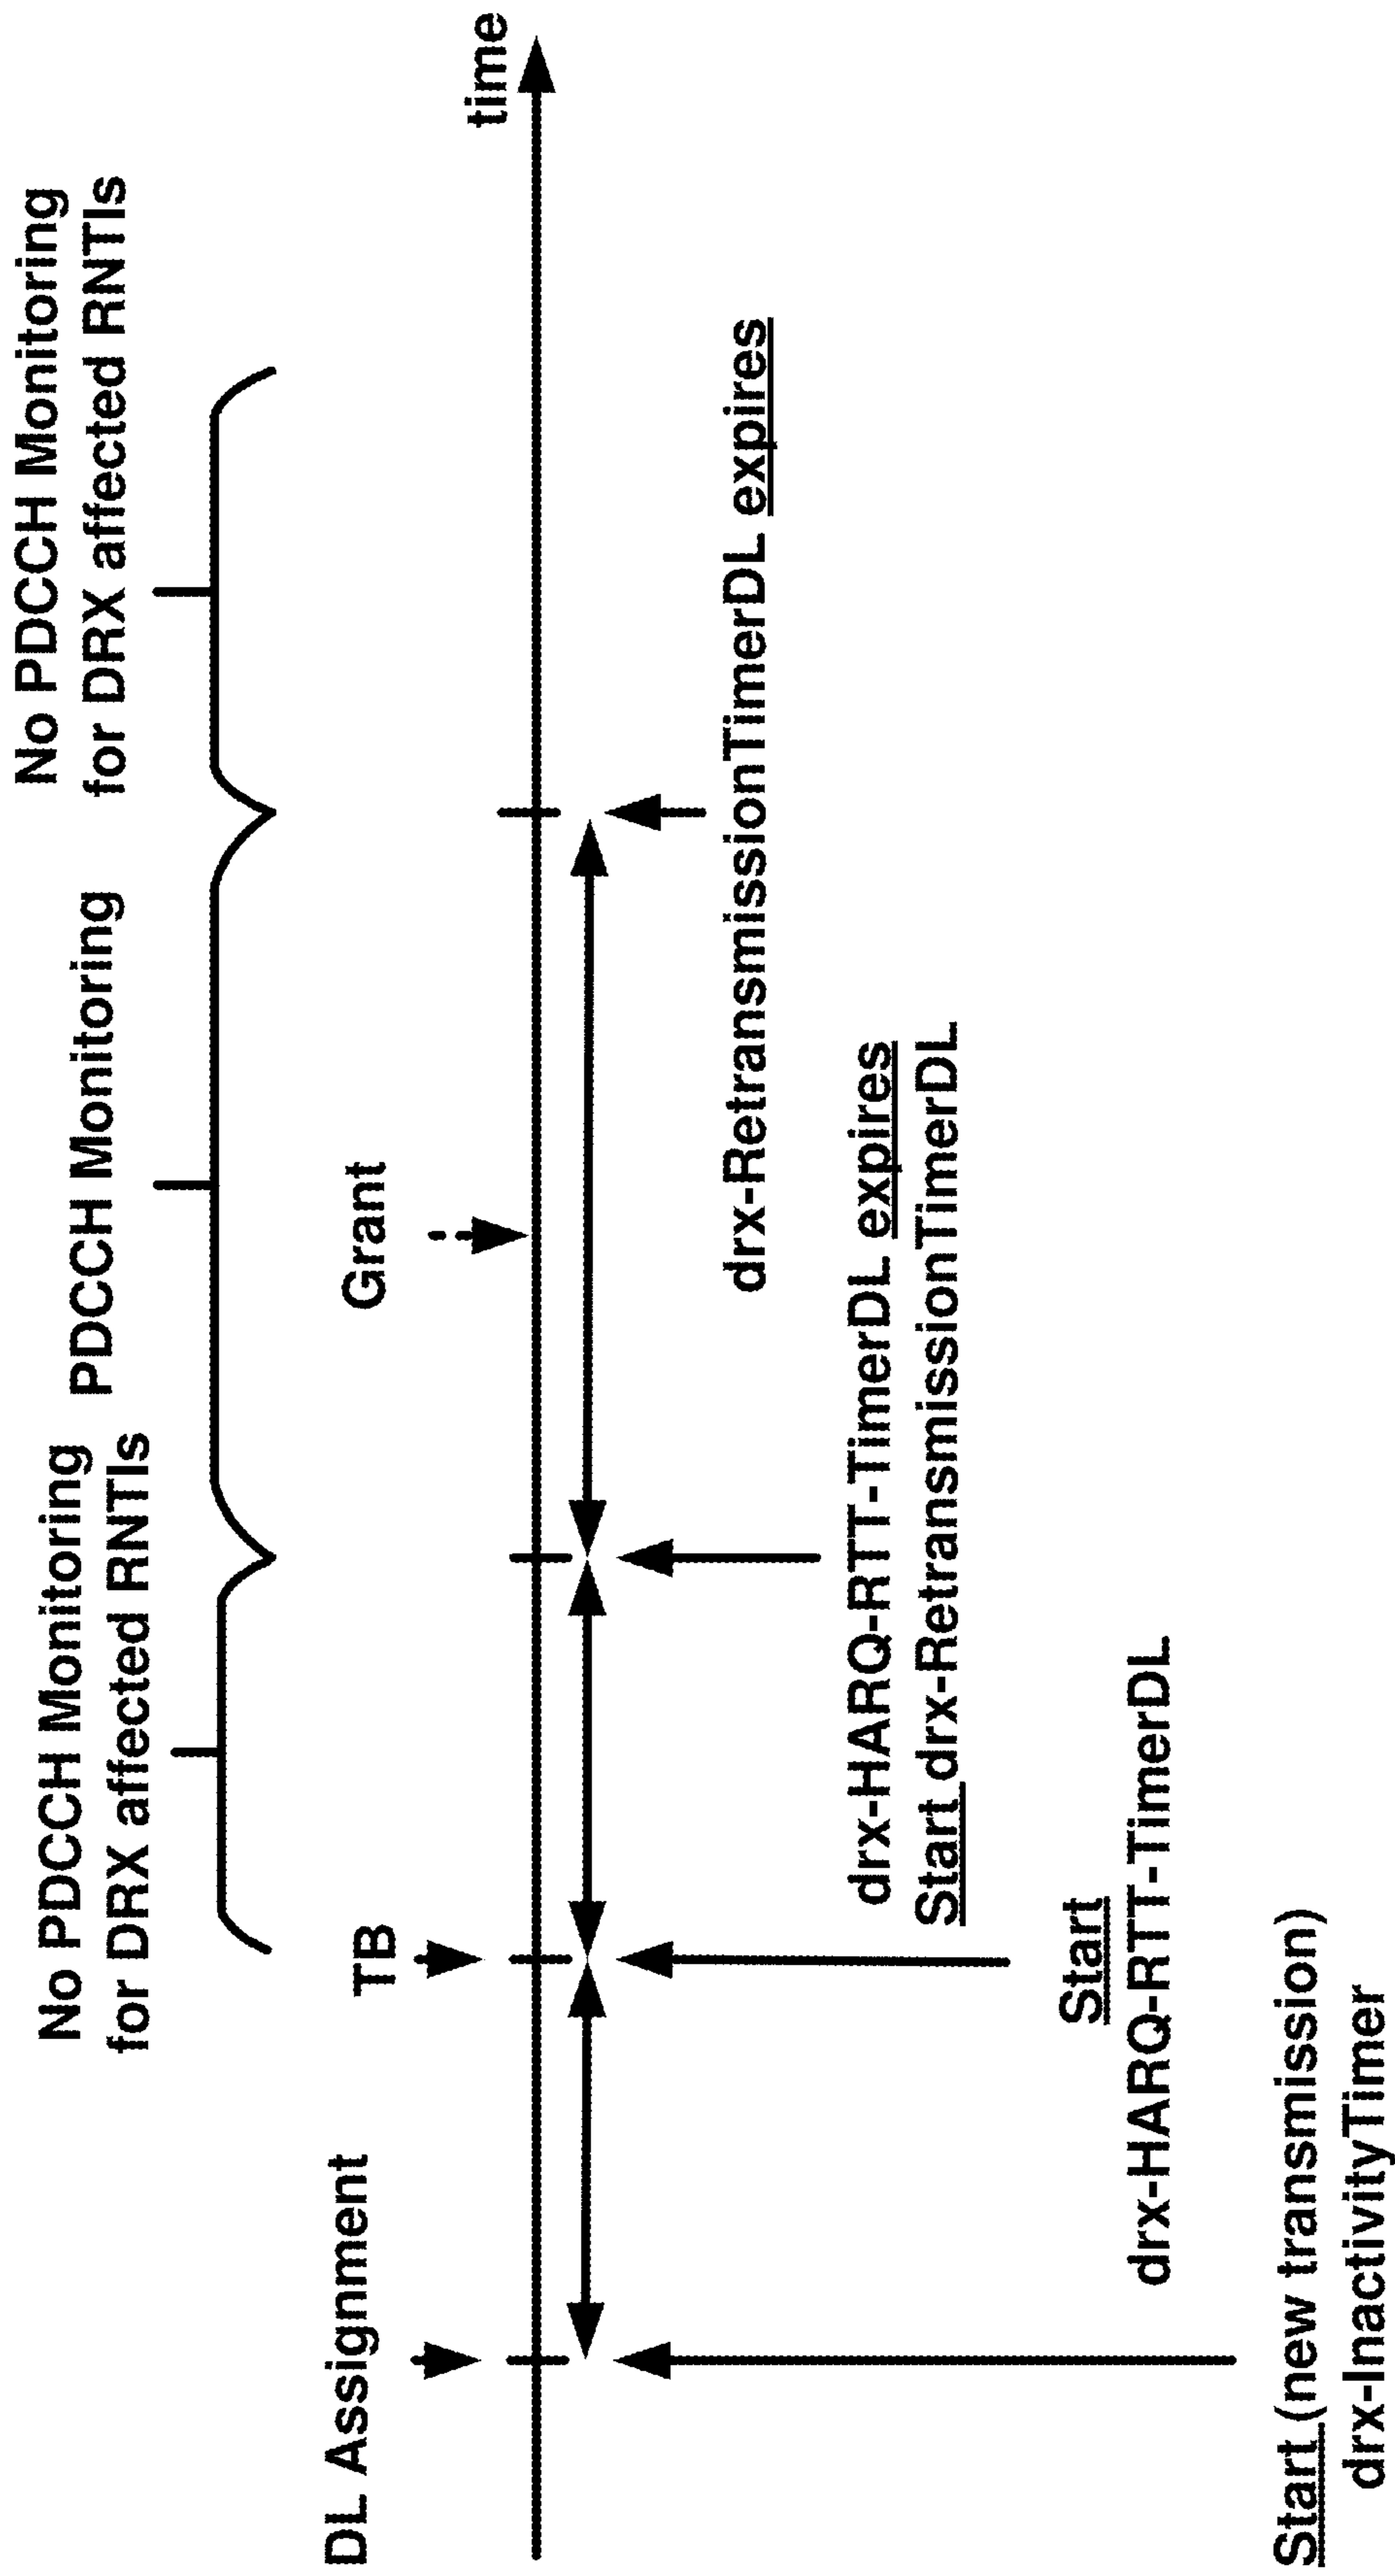 No PDCCH Monitoring
for DRX affected RNTIs
PDCCH Monitoring
No PDCCH Monitoring
for DRX affected RNTIs
DL Assignment
TB
Grant
time
drx-RetransmissionTimerDL expires
drx-HARQ-RTT-TimerDL expires
Start drx-RetransmissionTimerDL
Start
drx-HARQ-RTT-TimerDL
Start (new transmission)
drx-InactivityTimer